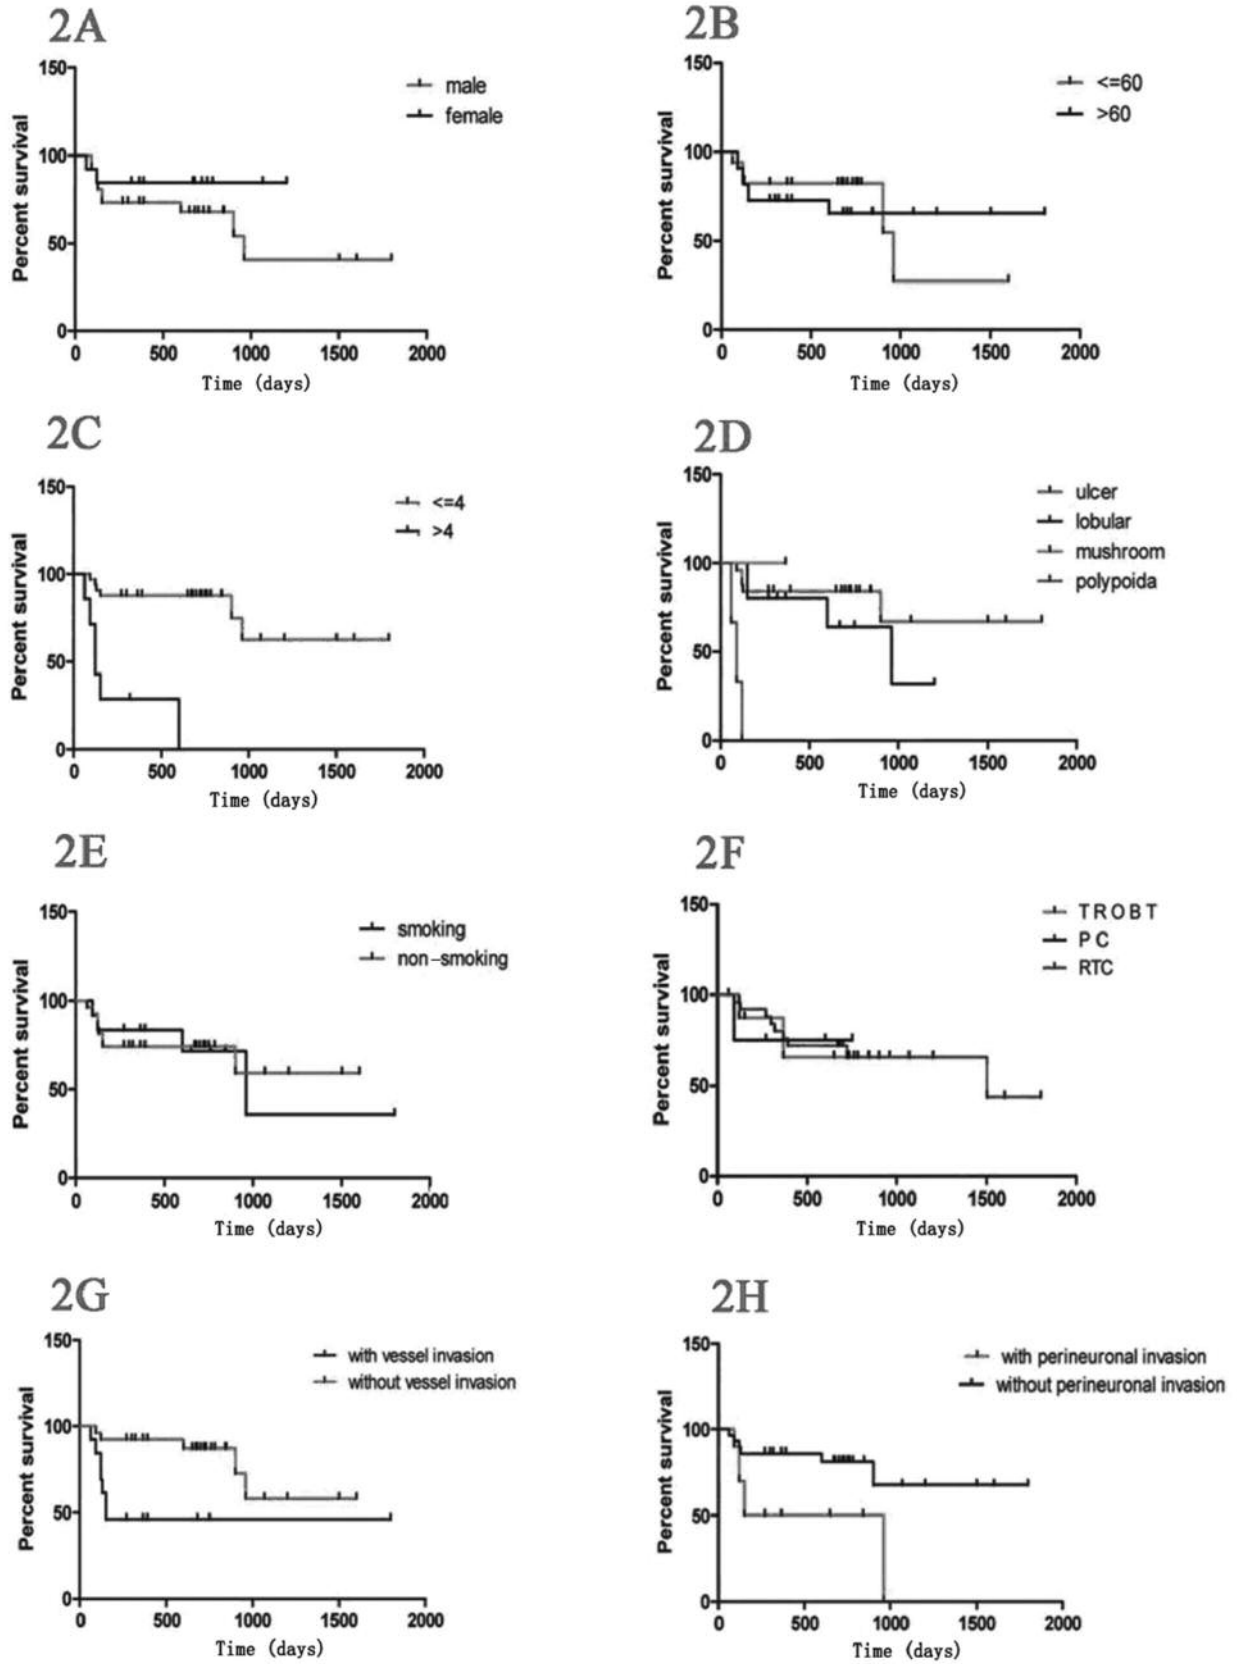 2A
150
100
50
0
Percent survival
male
female
0 500 1000 1500 2000
Time (days)
2B
150
100
50
0
Percent survival
<=60
>60
0 500 1000 1500 2000
Time (days)
2C
150
100
50
0
Percent survival
<=4
>4
0 500 1000 1500 2000
Time (days)
2D
150
100
50
0
Percent survival
ulcer
lobular
mushroom
polypoida
0 500 1000 1500 2000
Time (days)
2E
150
100
50
0
Percent survival
smoking
non-smoking
0 500 1000 1500 2000
Time (days)
2F
150
100
50
0
Percent survival
TROBT
PC
RTC
0 500 1000 1500 2000
Time (days)
2G
150
100
50
0
Percent survival
with vessel invasion
without vessel invasion
0 500 1000 1500 2000
Time (days)
2H
150
100
50
0
Percent survival
with perineuronal invasion
without perineuronal invasion
0 500 1000 1500 2000
Time (days)